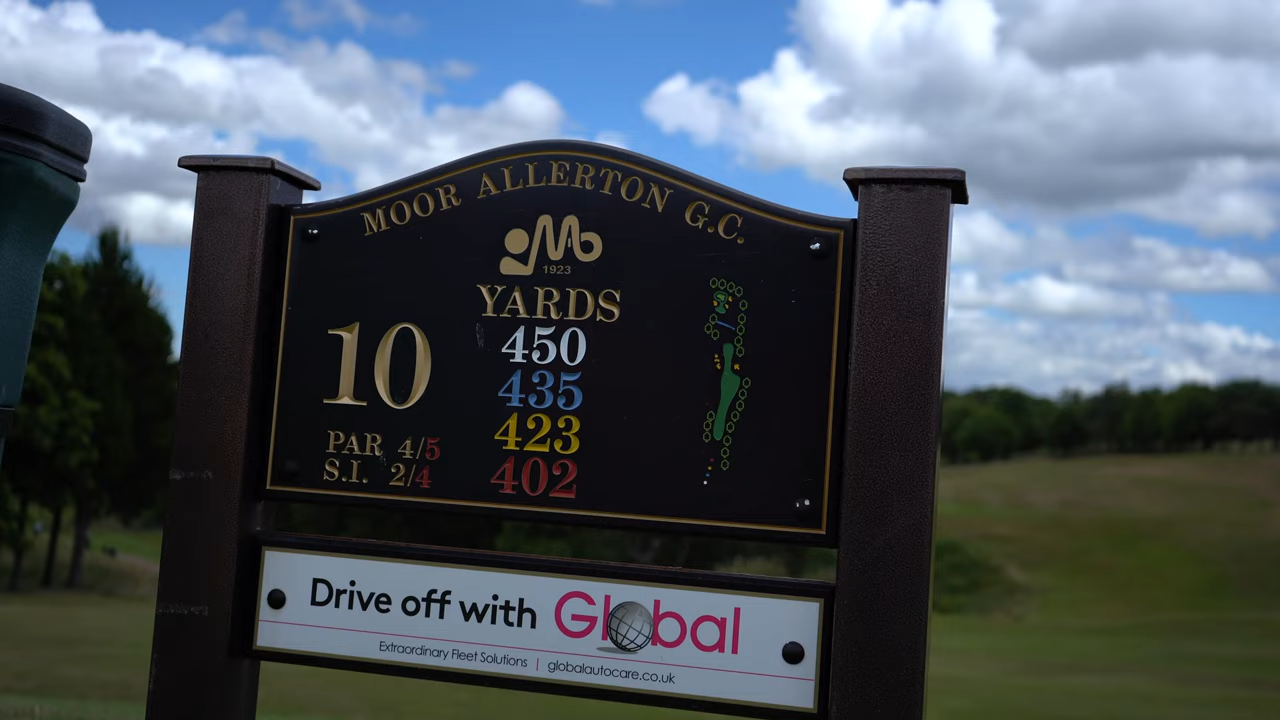 MOOR ALLERTON G.C.
1923
YARDS
10
450
435
423
402
PAR 4/5
S.I. 2/4
Drive off with Global
Extraordinary Fleet Solutions | globalautocare.co.uk